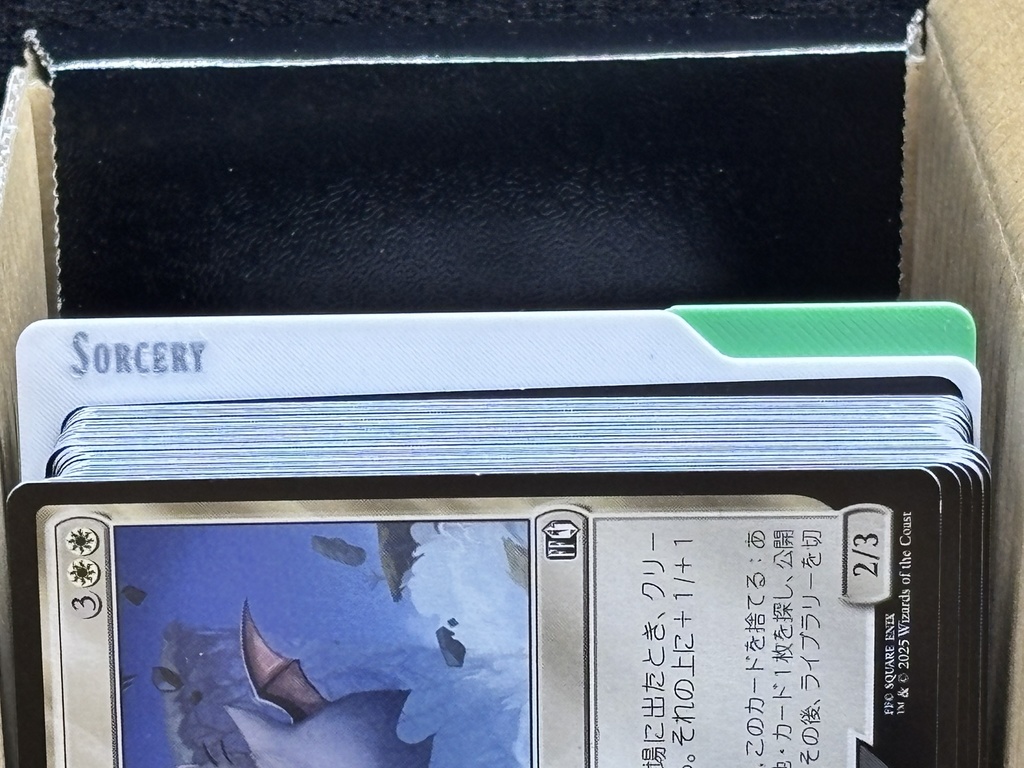 SORCERY
3
FF
場に出たとき、クリー
。それの上に+1/+1
、このカードを捨てる：あ
・カード1枚を探し、公開
その後、ライブラリーを切
2/3
FF© SQUARE ENIX
TM & © 2025 Wizards of the Coast